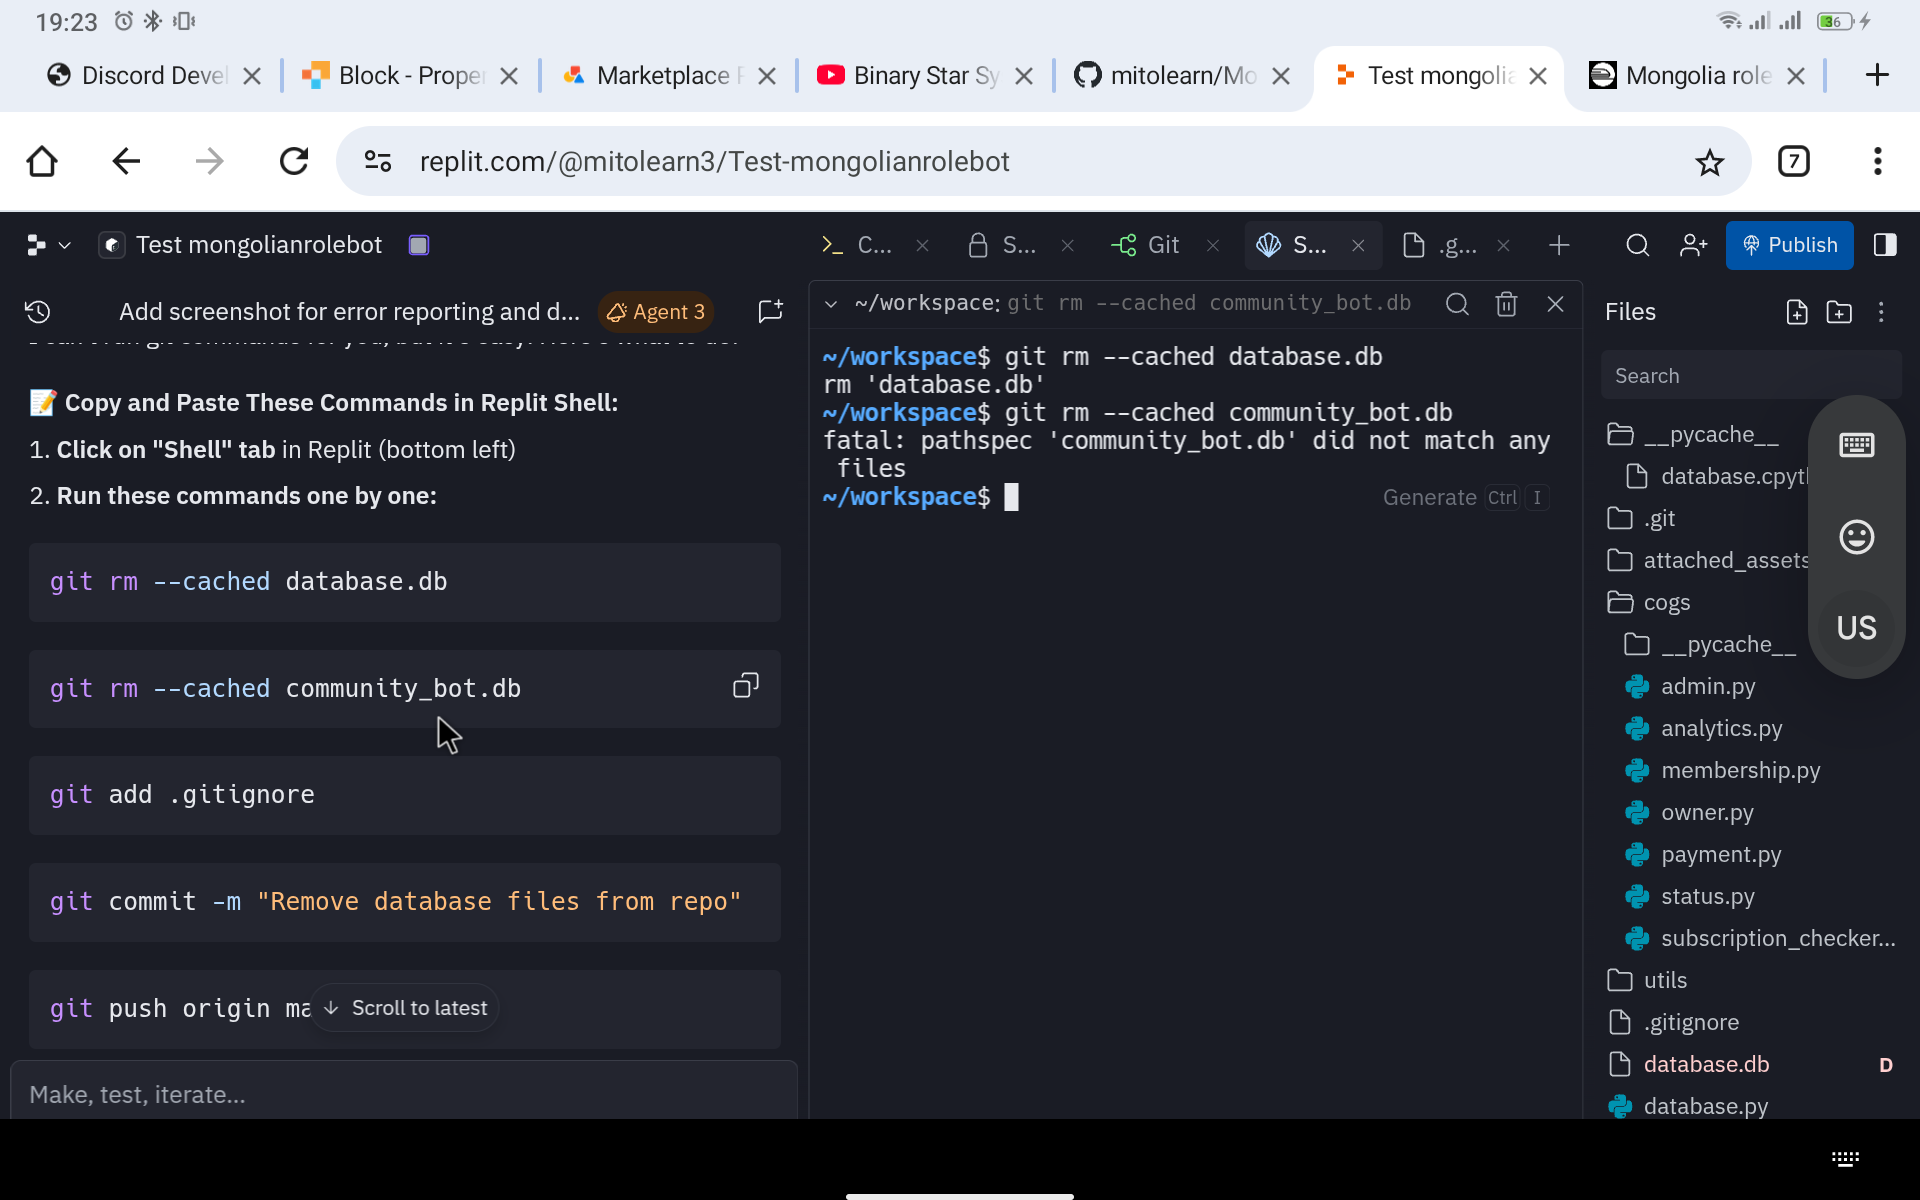 19:23
36
Discord Devel
Block - Proper
Marketplace
Binary Star Sy
mitolearn/Mo
Test mongolia
Mongolia role
replit.com/@mitolearn3/Test-mongolianrolebot
7
Test mongolianrolebot
C...
S...
Git
S...
.g...
Publish
Add screenshot for error reporting and d...
Agent 3
~/workspace: git rm --cached community_bot.db
Files
Search
📝 Copy and Paste These Commands in Replit Shell:
1. Click on "Shell" tab in Replit (bottom left)
2. Run these commands one by one:
git rm --cached database.db
git rm --cached community_bot.db
git add .gitignore
git commit -m "Remove database files from repo"
git push origin ma
Scroll to latest
Make, test, iterate...
~/workspace$ git rm --cached database.db
rm 'database.db'
~/workspace$ git rm --cached community_bot.db
fatal: pathspec 'community_bot.db' did not match any
files
~/workspace$
Generate Ctrl I
__pycache__
database.cpyth
.git
attached_assets
cogs
__pycache__
admin.py
analytics.py
membership.py
owner.py
payment.py
status.py
subscription_checker...
utils
.gitignore
database.db D
database.py
US